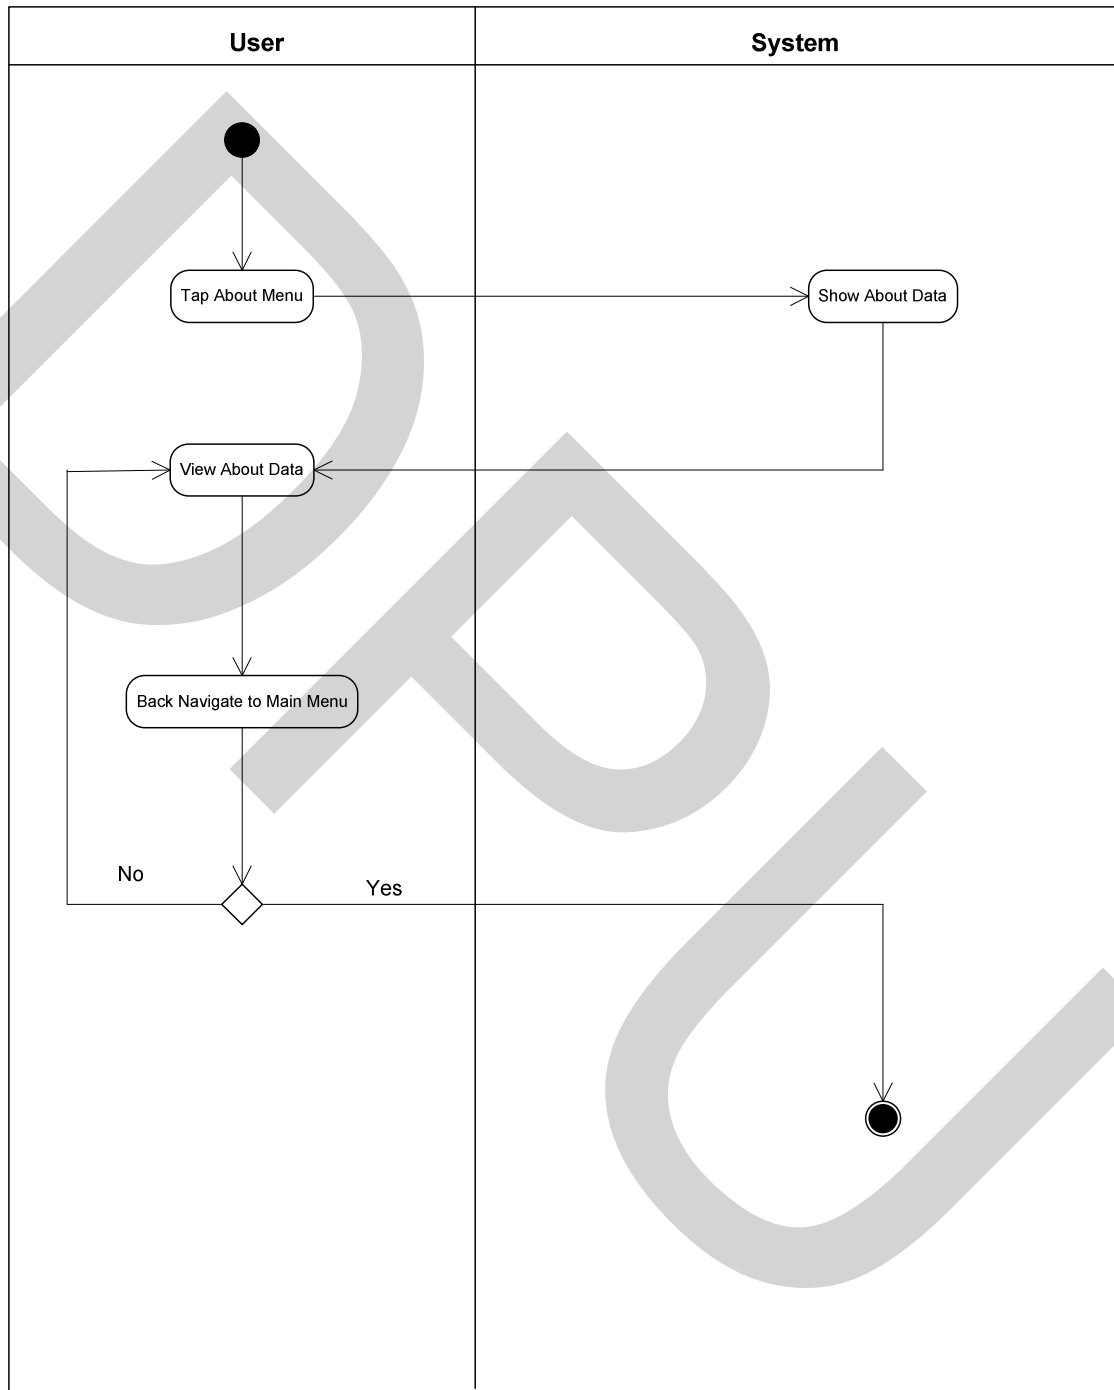 User
System
Tap About Menu
Show About Data
View About Data
Back Navigate to Main Menu
No
Yes